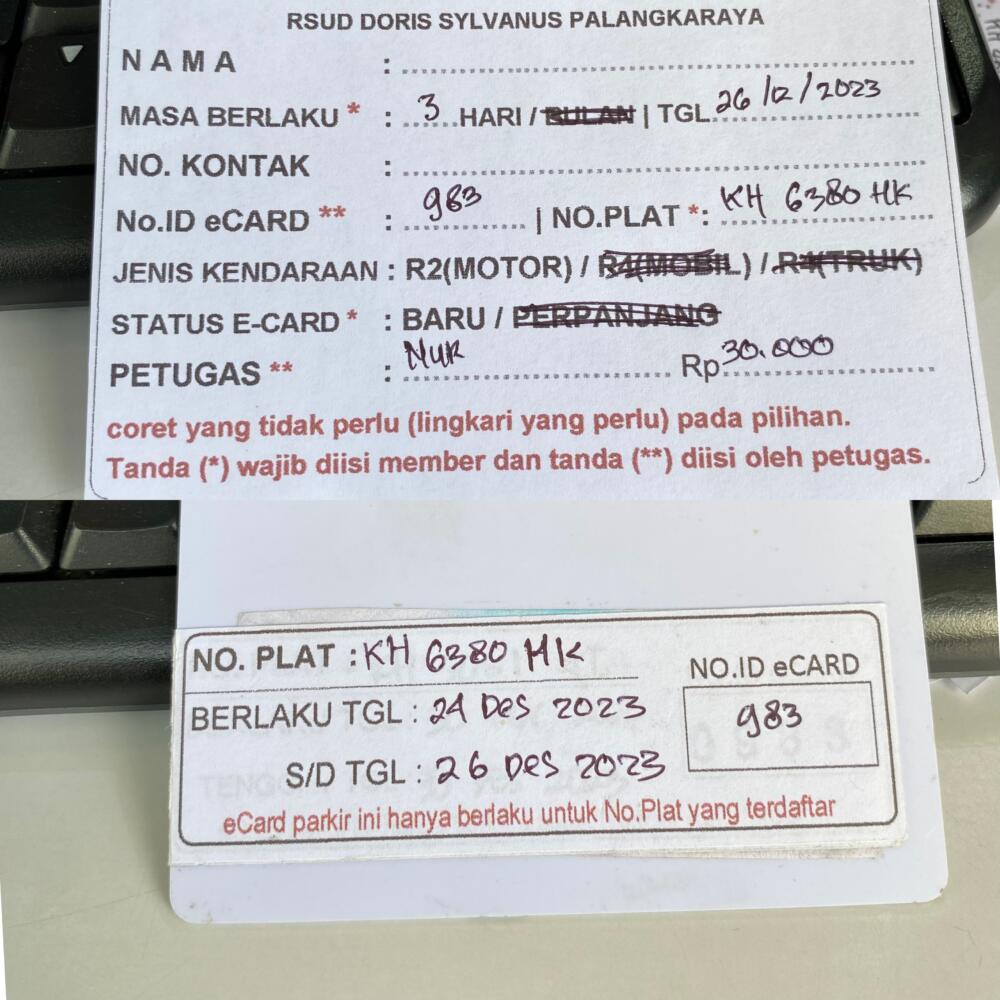 RSUD DORIS SYLVANUS PALANGKARAYA
N A M A :
MASA BERLAKU * : 3 HARI / BULAN | TGL 26/12/2023
NO. KONTAK :
No.ID eCARD ** : 983 | NO.PLAT *: KH 6380 HK
JENIS KENDARAAN : R2(MOTOR) / R4(MOBIL) / R4(TRUK)
STATUS E-CARD * : BARU / PERPANJANG
PETUGAS ** : NUR Rp 30.000
coret yang tidak perlu (lingkari yang perlu) pada pilihan.
Tanda (*) wajib diisi member dan tanda (**) diisi oleh petugas.
NO. PLAT : KH 6380 HK
NO.ID eCARD
BERLAKU TGL : 24 DES 2023
983
S/D TGL : 26 DES 2023
eCard parkir ini hanya berlaku untuk No.Plat yang terdaftar